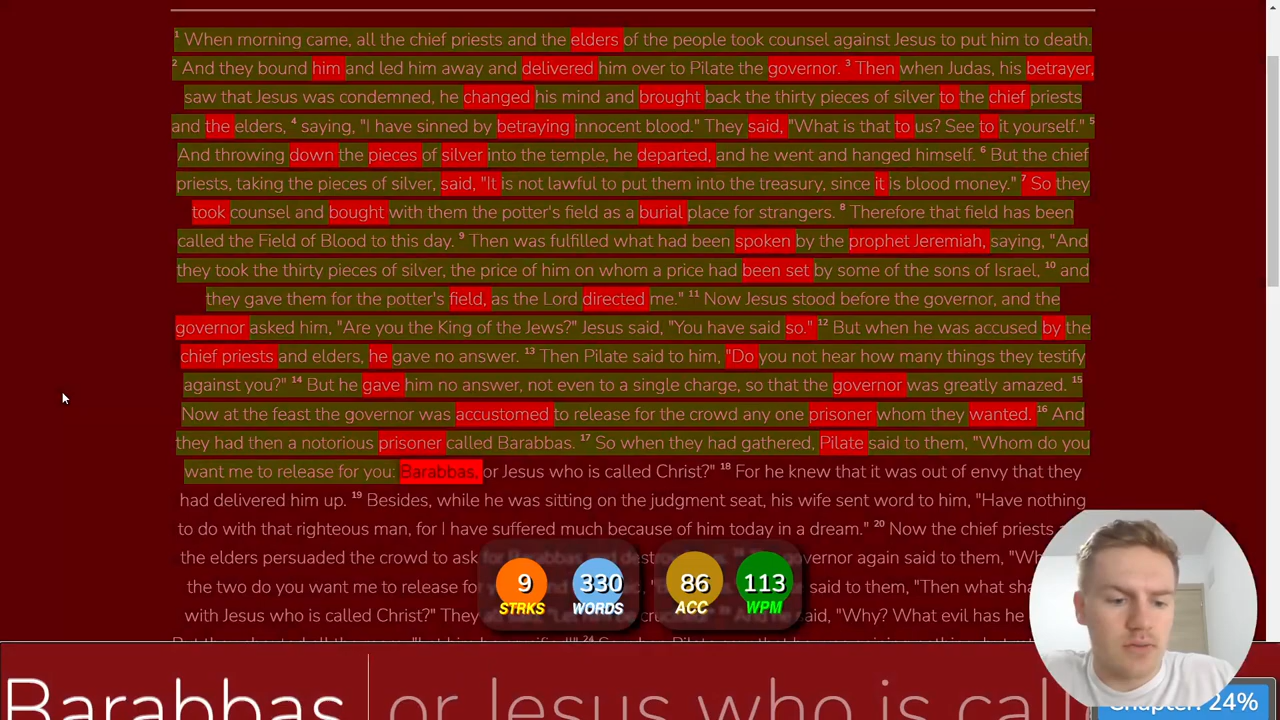 1 When morning came, all the chief priests and the elders of the people took counsel against Jesus to put him to death.
2 And they bound him and led him away and delivered him over to Pilate the governor. 3 Then when Judas, his betrayer,
saw that Jesus was condemned, he changed his mind and brought back the thirty pieces of silver to the chief priests
and the elders, 4 saying, "I have sinned by betraying innocent blood." They said, "What is that to us? See to it yourself." 5
And throwing down the pieces of silver into the temple, he departed, and he went and hanged himself. 6 But the chief
priests, taking the pieces of silver, said, "It is not lawful to put them into the treasury, since it is blood money." 7 So they
took counsel and bought with them the potter's field as a burial place for strangers. 8 Therefore that field has been
called the Field of Blood to this day. 9 Then was fulfilled what had been spoken by the prophet Jeremiah, saying, "And
they took the thirty pieces of silver, the price of him on whom a price had been set by some of the sons of Israel, 10 and
they gave them for the potter's field, as the Lord directed me." 11 Now Jesus stood before the governor, and the
governor asked him, "Are you the King of the Jews?" Jesus said, "You have said so." 12 But when he was accused by the
chief priests and elders, he gave no answer. 13 Then Pilate said to him, "Do you not hear how many things they testify
against you?" 14 But he gave him no answer, not even to a single charge, so that the governor was greatly amazed. 15
Now at the feast the governor was accustomed to release for the crowd any one prisoner whom they wanted. 16 And
they had then a notorious prisoner called Barabbas. 17 So when they had gathered, Pilate said to them, "Whom do you
want me to release for you: Barabbas, or Jesus who is called Christ?" 18 For he knew that it was out of envy that they
had delivered him up. 19 Besides, while he was sitting on the judgment seat, his wife sent word to him, "Have nothing
to do with that righteous man, for I have suffered much because of him today in a dream." 20 Now the chief priests
the elders persuaded the crowd to ask for Barabbas and destroy governor again said to them,
the two do you want me to release for said to them, "Then what
with Jesus who is called Christ?" They said, "Why? What evil has he
9 330 86 113
STRKS WORDS ACC WPM
Barabbas or Jesus who is
Chapter: 24%